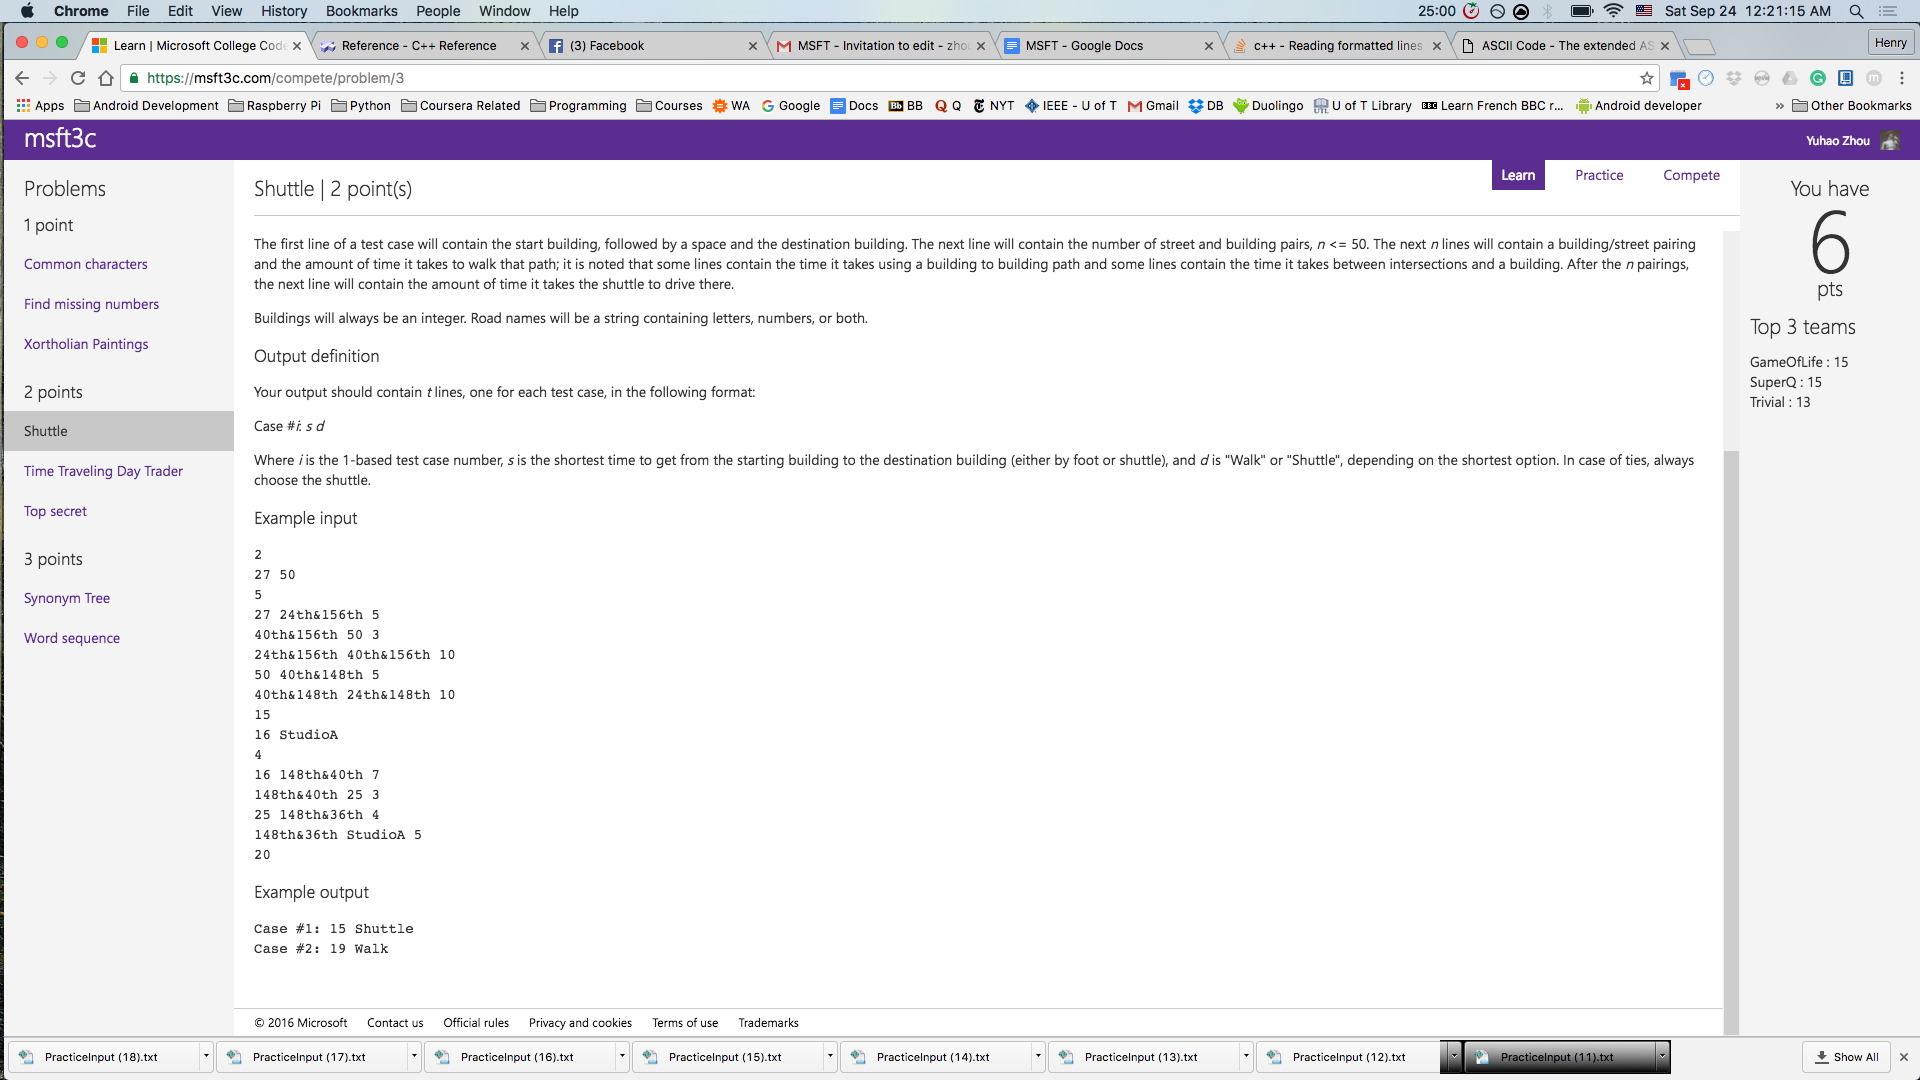 Chrome File Edit View History Bookmarks People Window Help
25:00 Sat Sep 24 12:21:15 AM
Learn | Microsoft College Code
Reference - C++ Reference
(3) Facebook
MSFT - Invitation to edit - zho
MSFT - Google Docs
c++ - Reading formatted lines
ASCII Code - The extended AS
Henry
https://msft3c.com/compete/problem/3
Apps Android Development Raspberry Pi Python Coursera Related Programming Courses WA Google Docs BB Q NYT IEEE - U of T Gmail DB Duolingo U of T Library Learn French BBC r... Android developer » Other Bookmarks
msft3c
Yuhao Zhou
Problems
1 point
Common characters
Find missing numbers
Xortholian Paintings
2 points
Shuttle
Time Traveling Day Trader
Top secret
3 points
Synonym Tree
Word sequence
Shuttle | 2 point(s)
Learn Practice Compete
The first line of a test case will contain the start building, followed by a space and the destination building. The next line will contain the number of street and building pairs, n <= 50. The next n lines will contain a building/street pairing
and the amount of time it takes to walk that path; it is noted that some lines contain the time it takes using a building to building path and some lines contain the time it takes between intersections and a building. After the n pairings,
the next line will contain the amount of time it takes the shuttle to drive there.
Buildings will always be an integer. Road names will be a string containing letters, numbers, or both.
Output definition
Your output should contain t lines, one for each test case, in the following format:
Case #i: s d
Where i is the 1-based test case number, s is the shortest time to get from the starting building to the destination building (either by foot or shuttle), and d is "Walk" or "Shuttle", depending on the shortest option. In case of ties, always
choose the shuttle.
Example input
2
27 50
5
27 24th&156th 5
40th&156th 50 3
24th&156th 40th&156th 10
50 40th&148th 5
40th&148th 24th&148th 10
15
16 StudioA
4
16 148th&40th 7
148th&40th 25 3
25 148th&36th 4
148th&36th StudioA 5
20
Example output
Case #1: 15 Shuttle
Case #2: 19 Walk
You have
6
pts
Top 3 teams
GameOfLife : 15
SuperQ : 15
Trivial : 13
© 2016 Microsoft Contact us Official rules Privacy and cookies Terms of use Trademarks
PracticeInput (18).txt
PracticeInput (17).txt
PracticeInput (16).txt
PracticeInput (15).txt
PracticeInput (14).txt
PracticeInput (13).txt
PracticeInput (12).txt
PracticeInput (11).txt
Show All